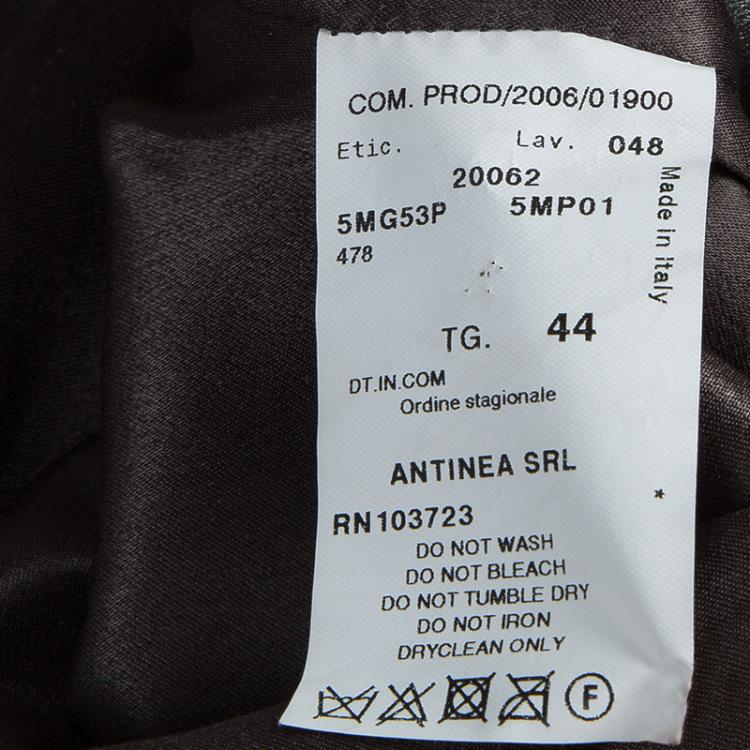 COM. PROD/2006/01900
Etic. Lav. 048
20062
5MG53P 5MP01
478
Made in Italy
TG. 44
DT.IN.COM
Ordine stagionale
ANTINEA SRL
*
RN103723
DO NOT WASH
DO NOT BLEACH
DO NOT TUMBLE DRY
DO NOT IRON
DRYCLEAN ONLY
F